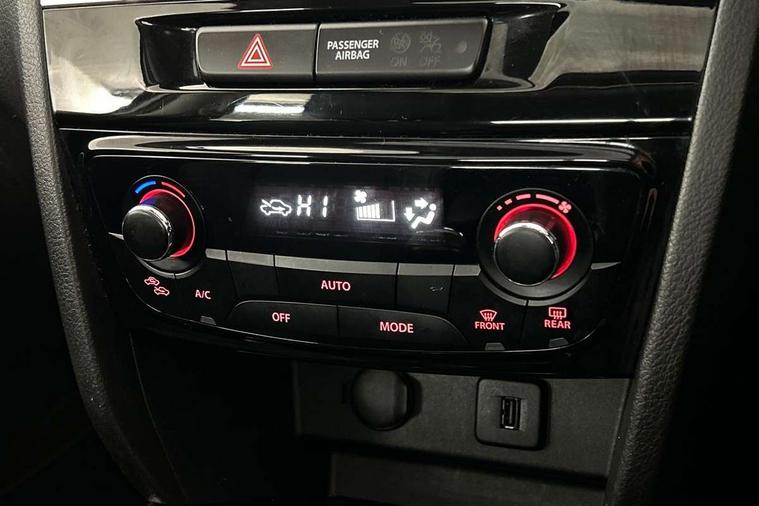 PASSENGER
AIRBAG
ON OFF
HI
A/C
AUTO
OFF
MODE
FRONT
REAR